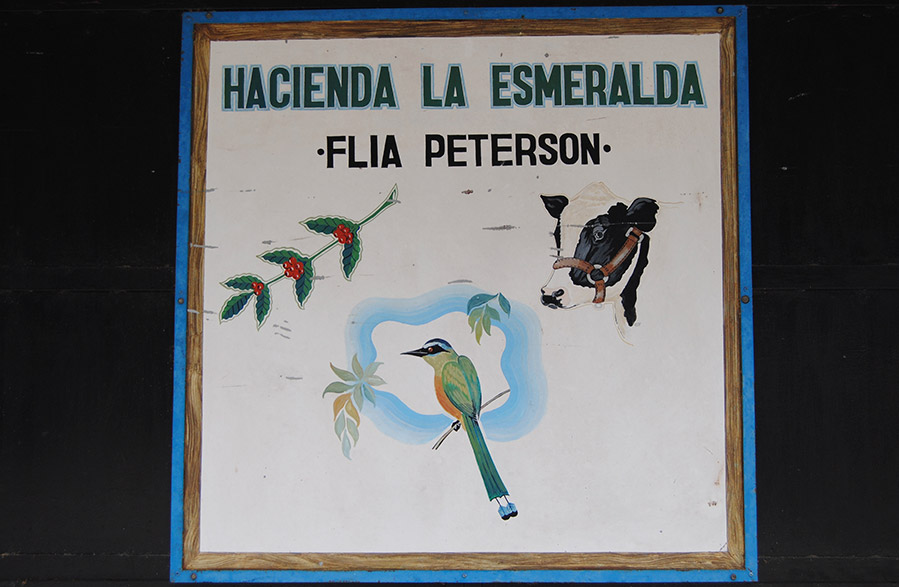 HACIENDA LA ESMERALDA
·FLIA PETERSON·